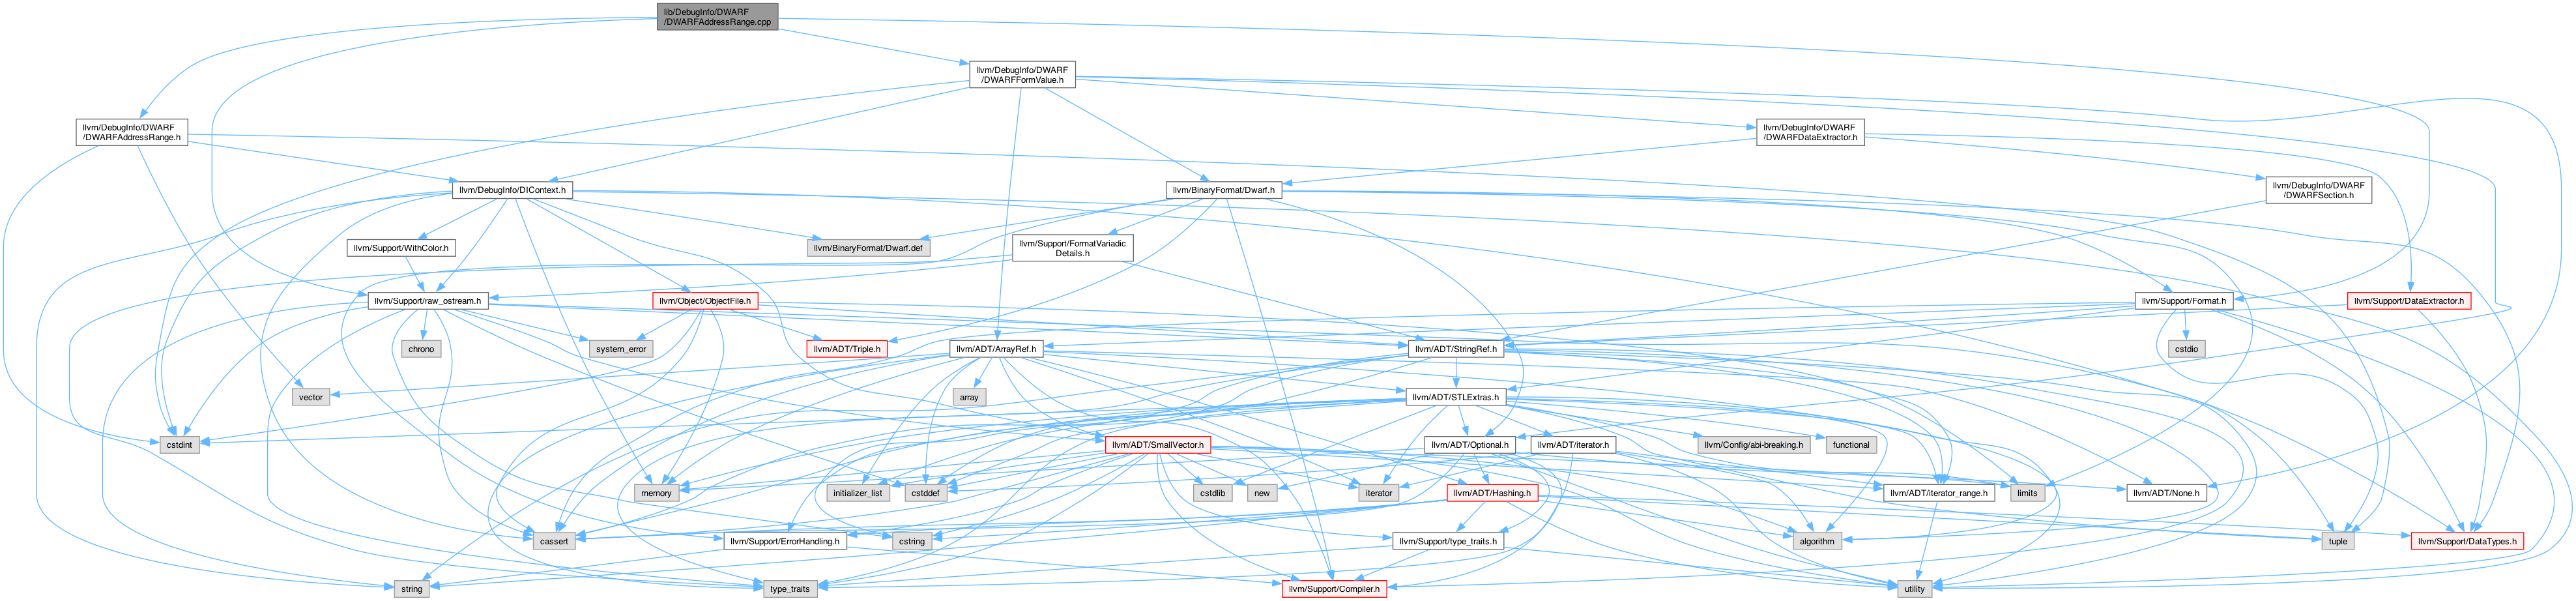 lib/DebugInfo/DWARF
/DWARFAddressRange.cpp
llvm/DebugInfo/DWARF
/DWARFFormValue.h
llvm/DebugInfo/DWARF
/DWARFAddressRange.h
llvm/DebugInfo/DWARF
/DWARFDataExtractor.h
llvm/DebugInfo/DIContext.h
llvm/BinaryFormat/Dwarf.h
llvm/DebugInfo/DWARF
/DWARFSection.h
llvm/Support/WithColor.h
llvm/BinaryFormat/Dwarf.def
llvm/Support/FormatVariadic
Details.h
llvm/Support/raw_ostream.h
llvm/Object/ObjectFile.h
llvm/Support/Format.h
llvm/Support/DataExtractor.h
chrono
system_error
llvm/ADT/Triple.h
llvm/ADT/ArrayRef.h
llvm/ADT/StringRef.h
cstdio
vector
array
llvm/ADT/STLExtras.h
cstdint
llvm/ADT/SmallVector.h
llvm/ADT/Optional.h
llvm/ADT/iterator.h
llvm/Config/abi-breaking.h
functional
memory
initializer_list
cstddef
cstdlib
new
iterator
llvm/ADT/Hashing.h
llvm/ADT/iterator_range.h
limits
llvm/ADT/None.h
cassert
llvm/Support/ErrorHandling.h
cstring
llvm/Support/type_traits.h
algorithm
tuple
llvm/Support/DataTypes.h
string
type_traits
llvm/Support/Compiler.h
utility